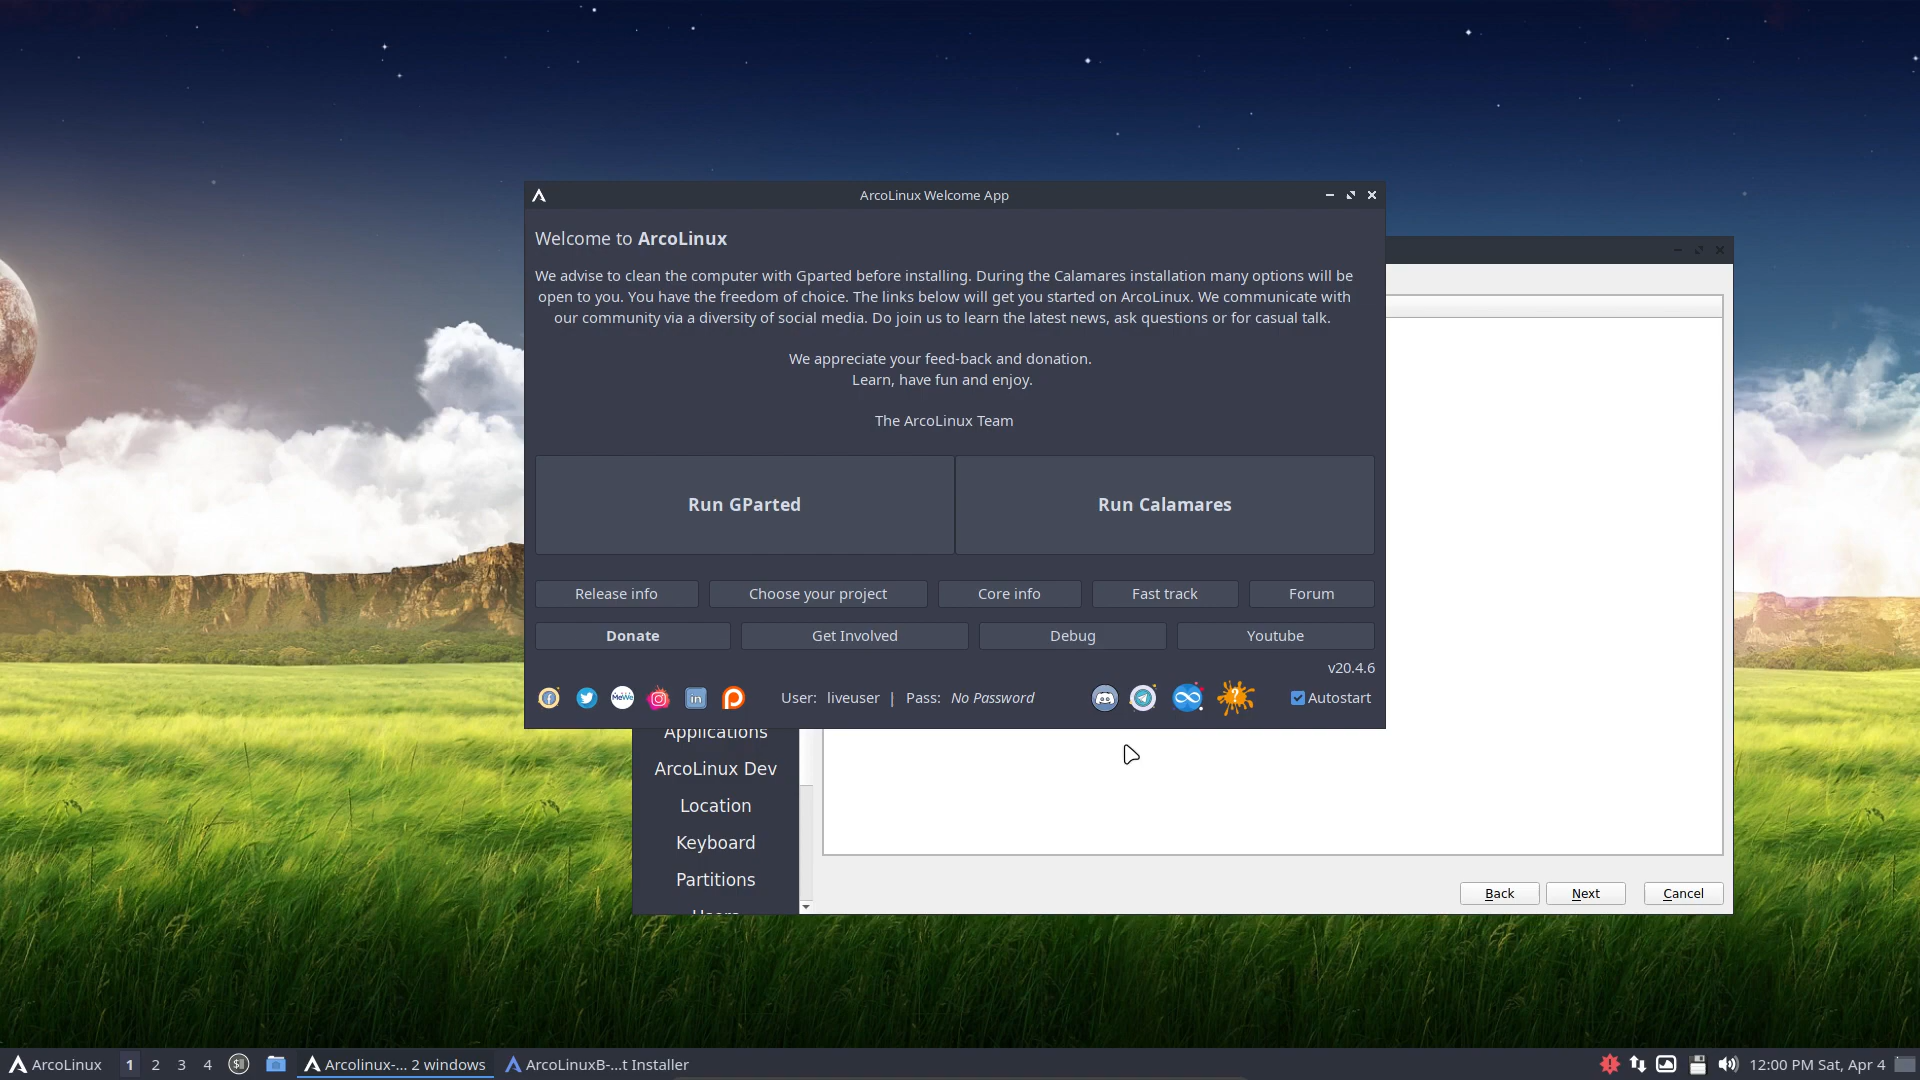 ArcoLinux Welcome App
Welcome to ArcoLinux
We advise to clean the computer with Gparted before installing. During the Calamares installation many options will be
open to you. You have the freedom of choice. The links below will get you started on ArcoLinux. We communicate with
our community via a diversity of social media. Do join us to learn the latest news, ask questions or for casual talk.
We appreciate your feed-back and donation.
Learn, have fun and enjoy.
The ArcoLinux Team
Run GParted
Run Calamares
Release info
Choose your project
Core info
Fast track
Forum
Donate
Get Involved
Debug
Youtube
v20.4.6
MeWe
in
User: liveuser | Pass: No Password
Autostart
Applications
ArcoLinux Dev
Location
Keyboard
Partitions
Users
Back
Next
Cancel
ArcoLinux
1 2 3 4
Arcolinux-... 2 windows
ArcoLinuxB-...t Installer
12:00 PM Sat, Apr 4